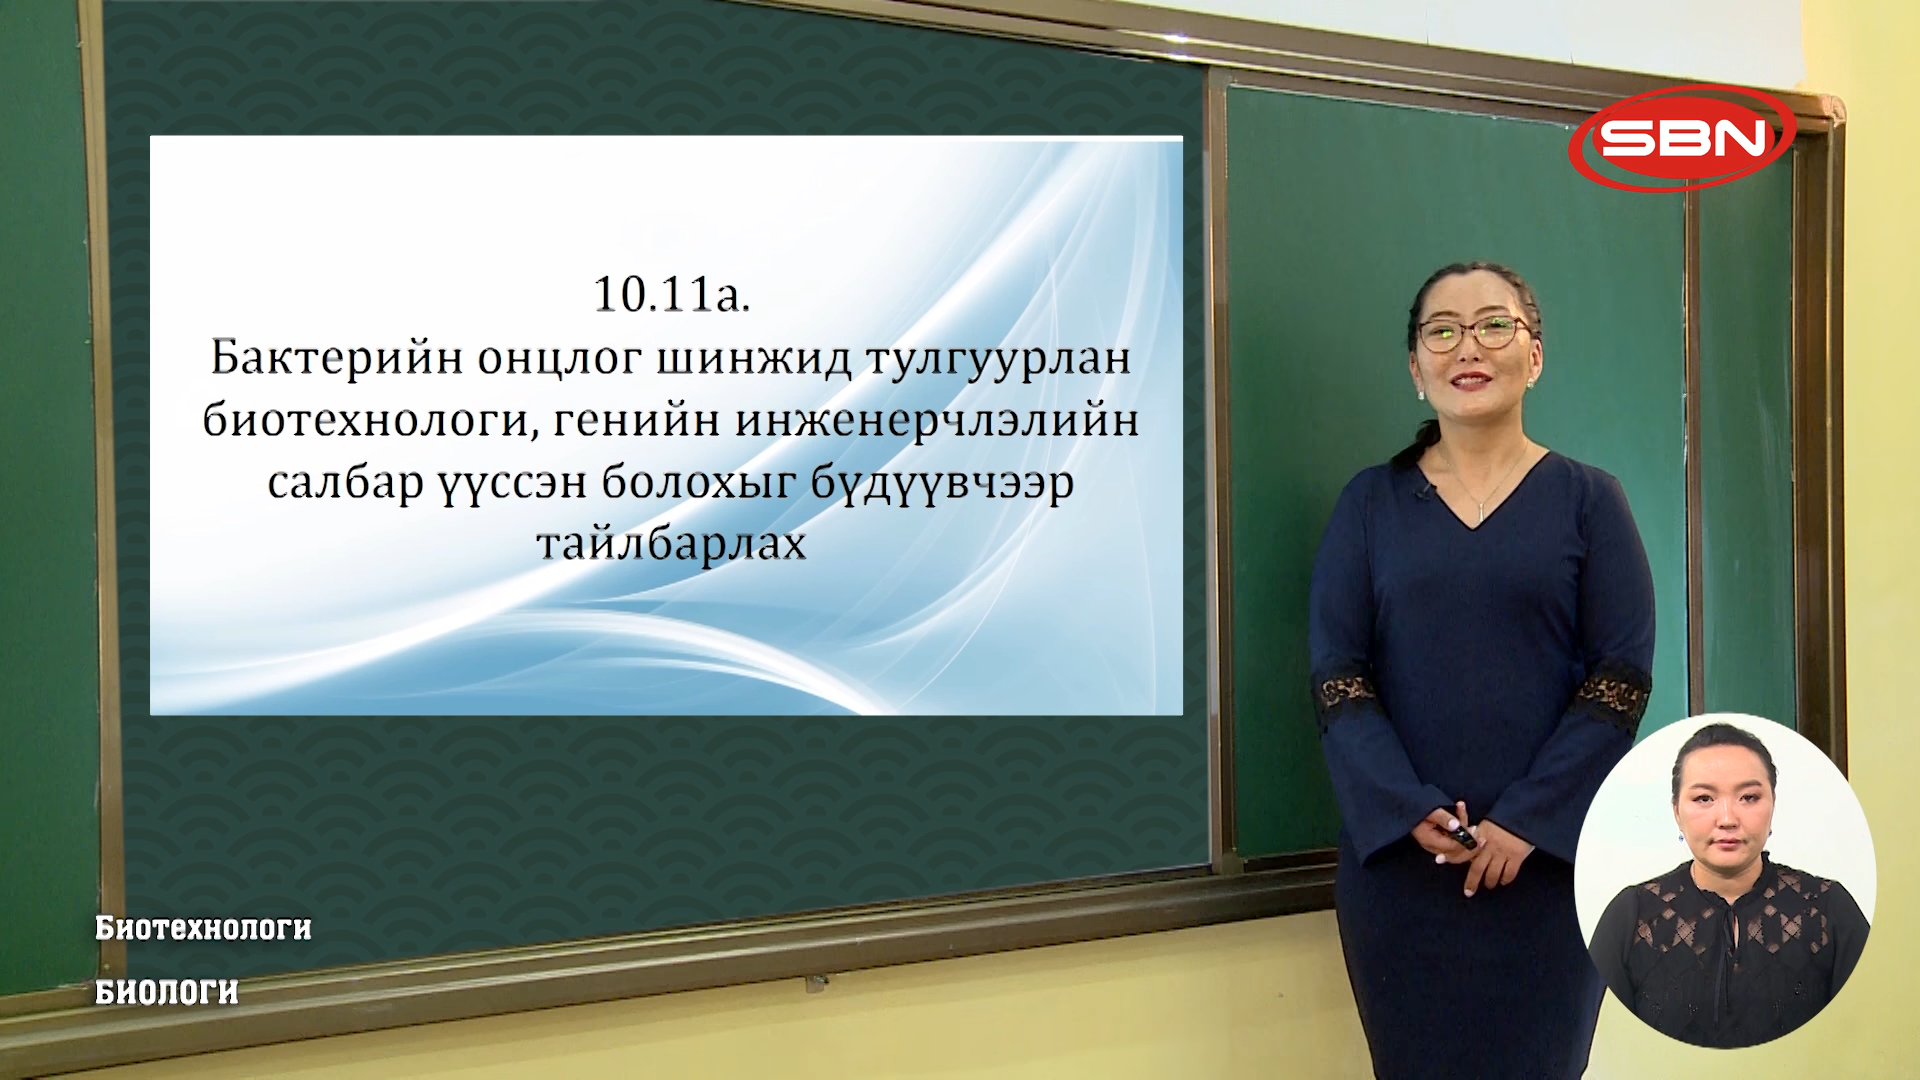 SBN
10.11а.
Бактерийн онцлог шинжид тулгуурлан
биотехнологи, генийн инженерчлэлийн
салбар үүссэн болохыг бүдүүвчээр
тайлбарлах
Биотехнологи
БИОЛОГИ